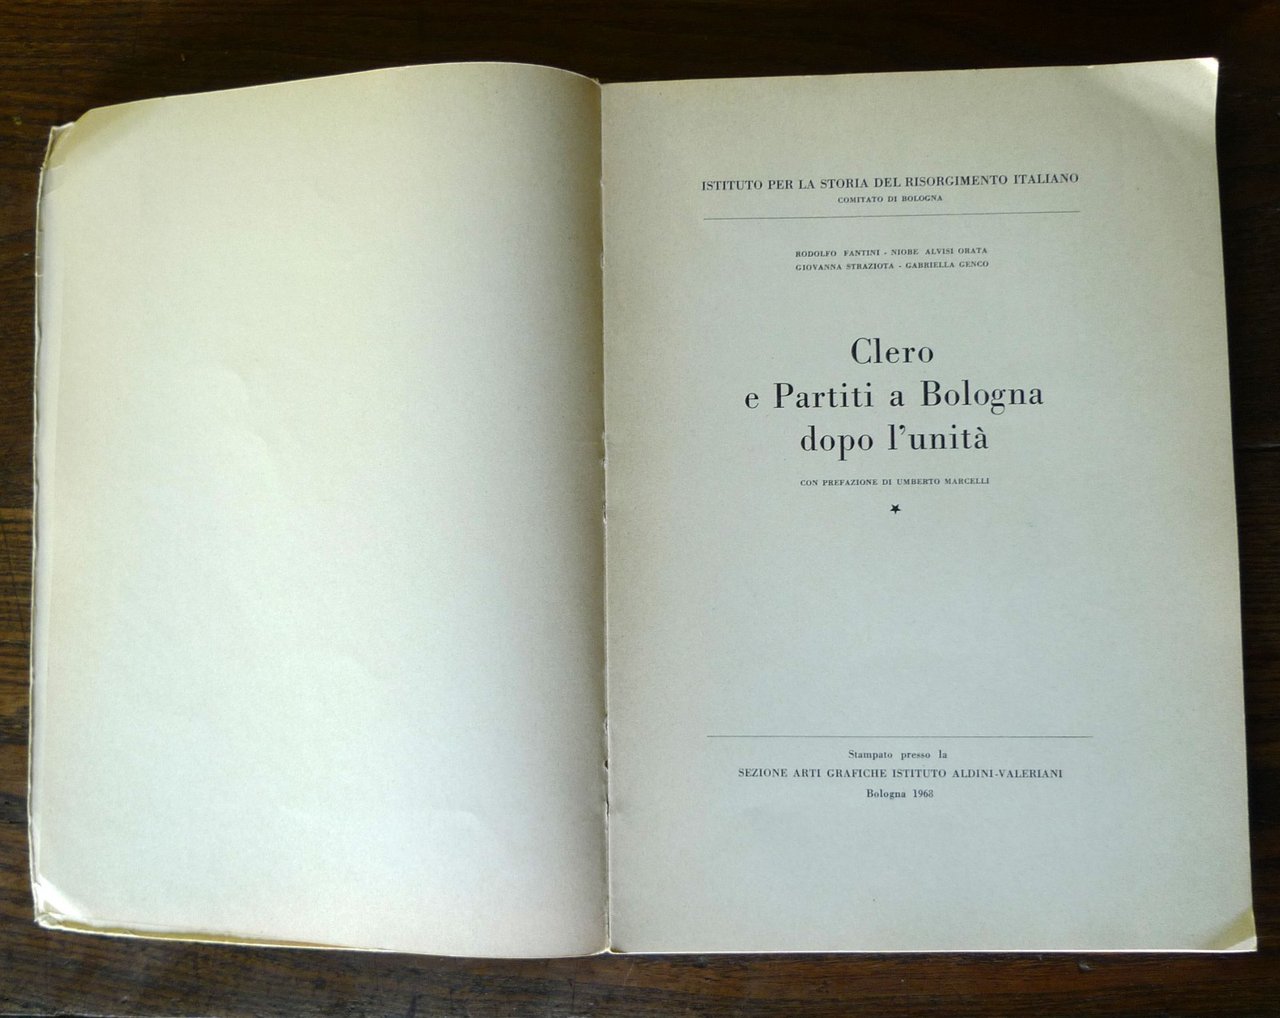 ISTITUTO PER LA STORIA DEL RISORGIMENTO ITALIANO
COMITATO DI BOLOGNA
RODOLFO FANTINI - NIOBE ALVISI ORATA
GIOVANNA STRAZIOTA - GABRIELLA GENCO
Clero
e Partiti a Bologna
dopo l'unità
CON PREFAZIONE DI UMBERTO MARCELLI
Stampato presso la
SEZIONE ARTI GRAFICHE ISTITUTO ALDINI-VALERIANI
Bologna 1968